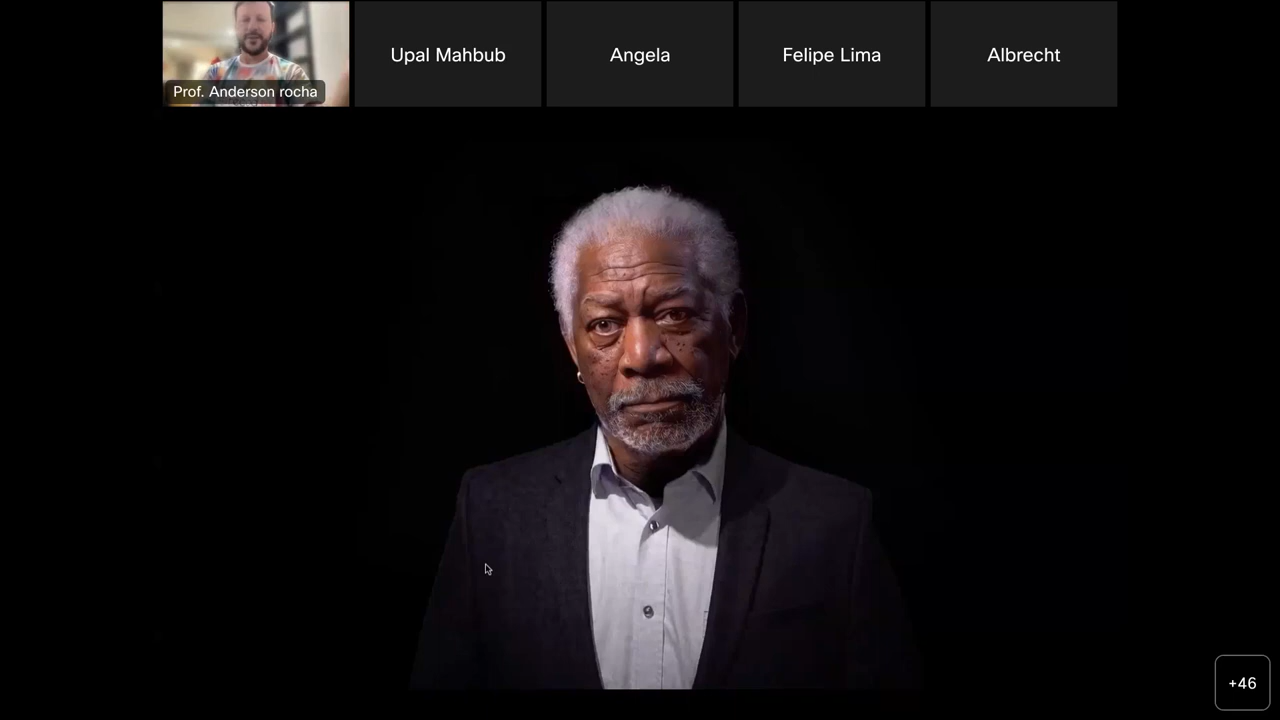 Prof. Anderson rocha
Upal Mahbub
Angela
Felipe Lima
Albrecht
+46